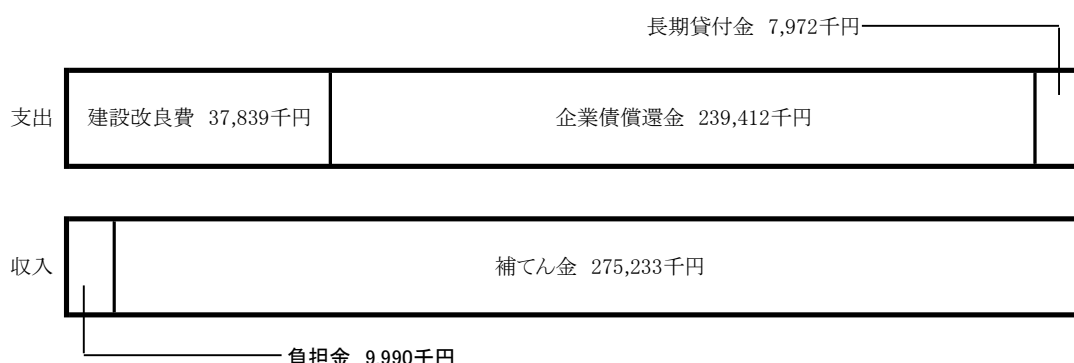 長期貸付金 7,972千円
支出 建設改良費 37,839千円 企業債償還金 239,412千円
収入 補てん金 275,233千円
負担金 9,990千円